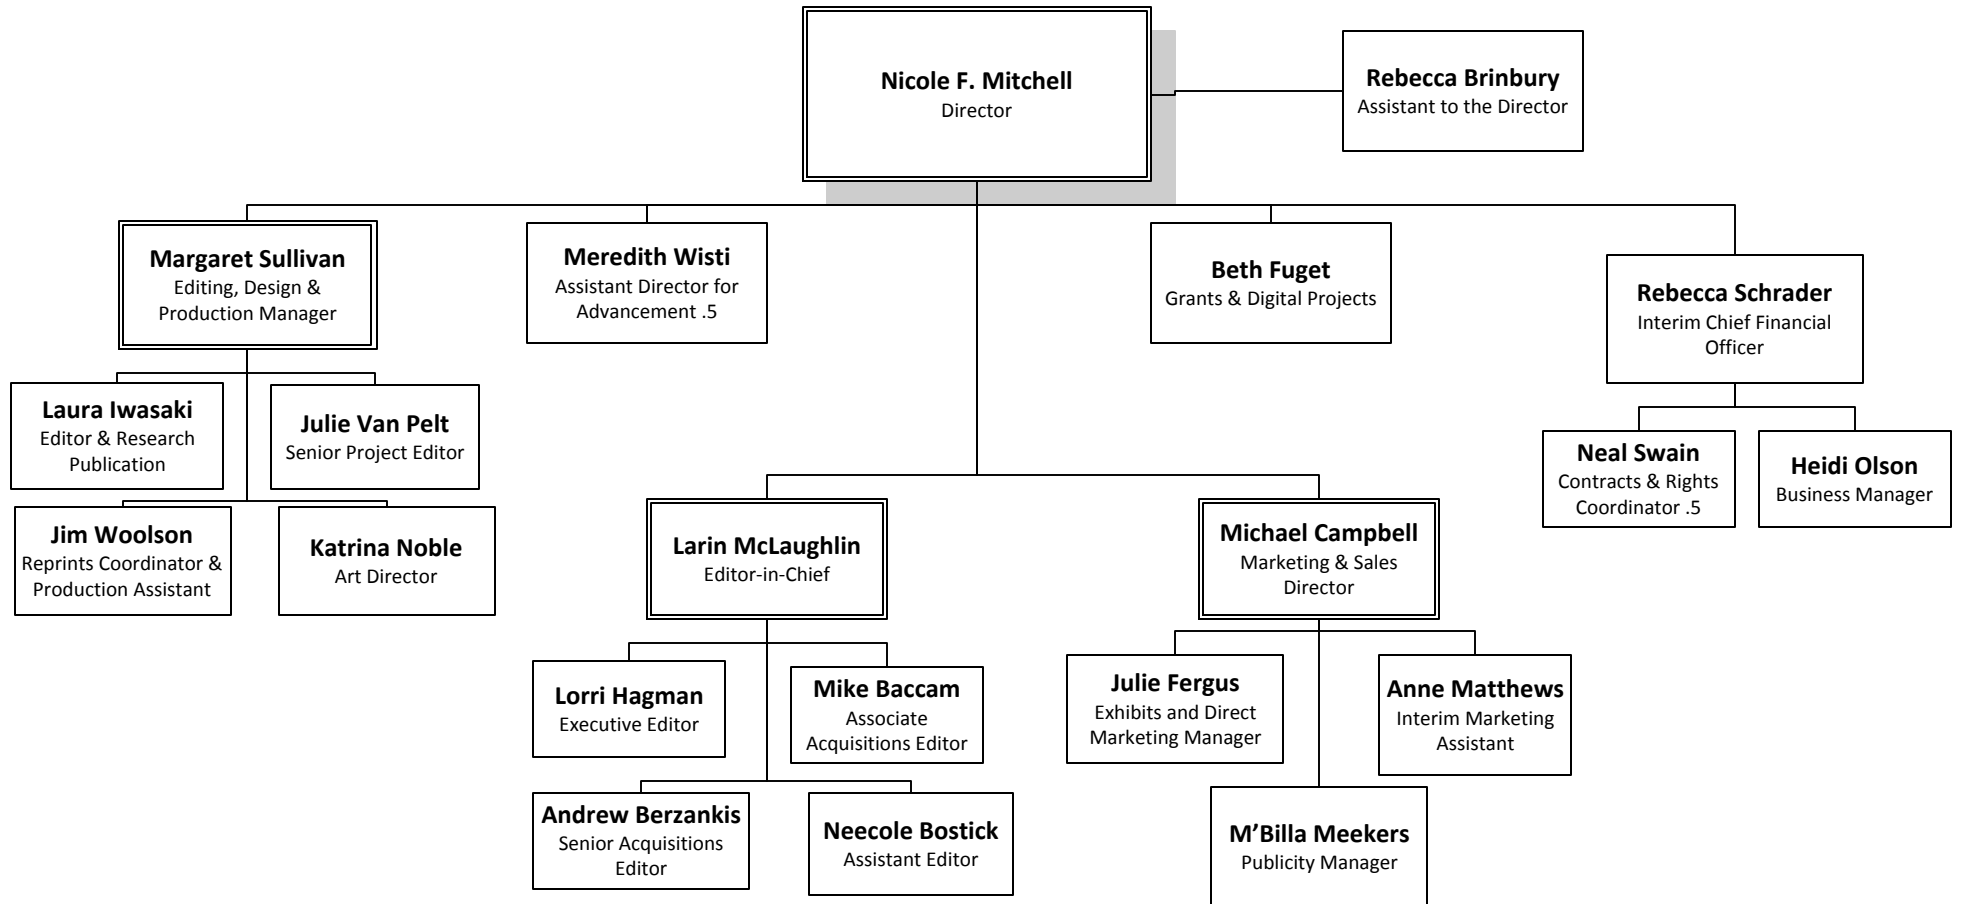 Nicole F. Mitchell
Director
Rebecca Brinbury
Assistant to the Director
Margaret Sullivan
Editing, Design &
Production Manager
Meredith Wisti
Assistant Director for
Advancement .5
Beth Fuget
Grants & Digital Projects
Rebecca Schrader
Interim Chief Financial
Officer
Laura Iwasaki
Editor & Research
Publication
Julie Van Pelt
Senior Project Editor
Jim Woolson
Reprints Coordinator &
Production Assistant
Katrina Noble
Art Director
Larin McLaughlin
Editor-in-Chief
Michael Campbell
Marketing & Sales
Director
Neal Swain
Contracts & Rights
Coordinator .5
Heidi Olson
Business Manager
Lorri Hagman
Executive Editor
Mike Baccam
Associate
Acquisitions Editor
Andrew Berzankis
Senior Acquisitions
Editor
Neecole Bostick
Assistant Editor
Julie Fergus
Exhibits and Direct
Marketing Manager
Anne Matthews
Interim Marketing
Assistant
M’Billa Meekers
Publicity Manager